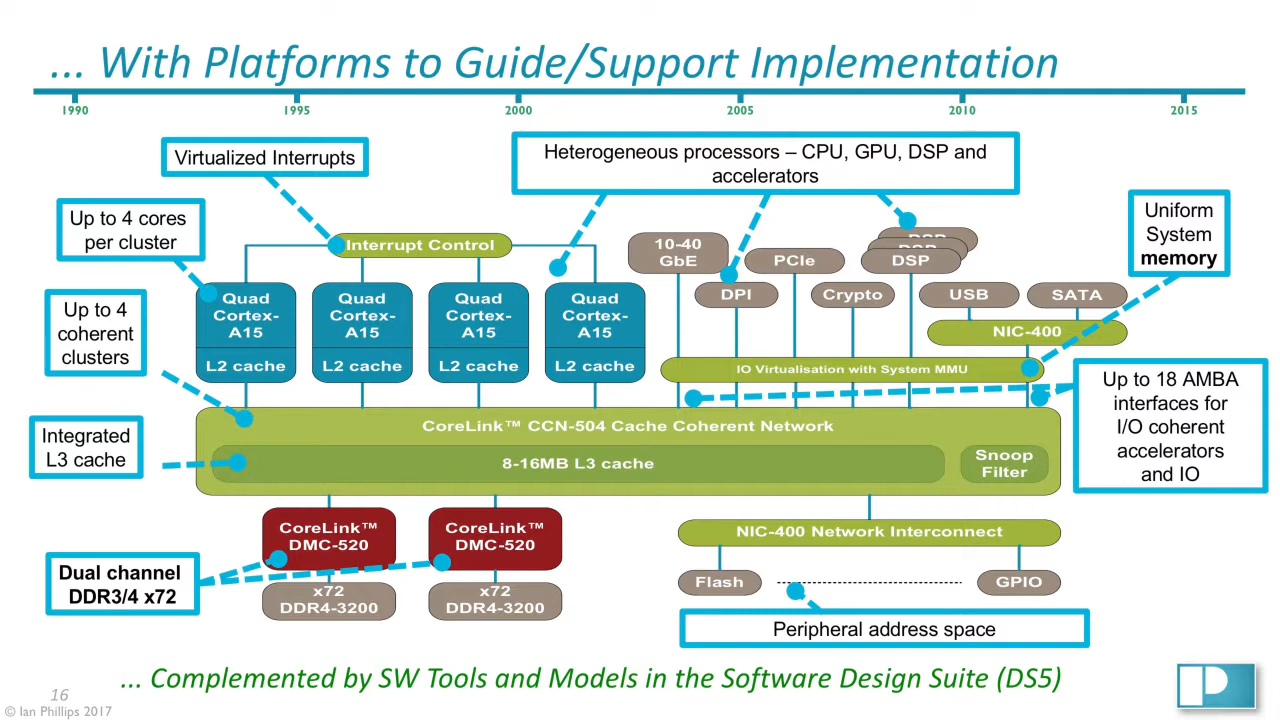 ... With Platforms to Guide/Support Implementation
1990 1995 2000 2005 2010 2015
Virtualized Interrupts
Heterogeneous processors – CPU, GPU, DSP and
accelerators
Up to 4 cores
per cluster
Uniform
System
memory
Interrupt Control
10-40
GbE
PCIe
DSP
DSP
DSP
DPI
Crypto
USB
SATA
Quad
Cortex-
A15
L2 cache
Quad
Cortex-
A15
L2 cache
Quad
Cortex-
A15
L2 cache
Quad
Cortex-
A15
L2 cache
NIC-400
IO Virtualisation with System MMU
Up to 4
coherent
clusters
Up to 18 AMBA
interfaces for
I/O coherent
accelerators
and IO
CoreLink™ CCN-504 Cache Coherent Network
Integrated
L3 cache
8-16MB L3 cache
Snoop
Filter
CoreLink™
DMC-520
CoreLink™
DMC-520
NIC-400 Network Interconnect
Dual channel
DDR3/4 x72
x72
DDR4-3200
x72
DDR4-3200
Flash
GPIO
Peripheral address space
... Complemented by SW Tools and Models in the Software Design Suite (DS5)
16
© Ian Phillips 2017
P